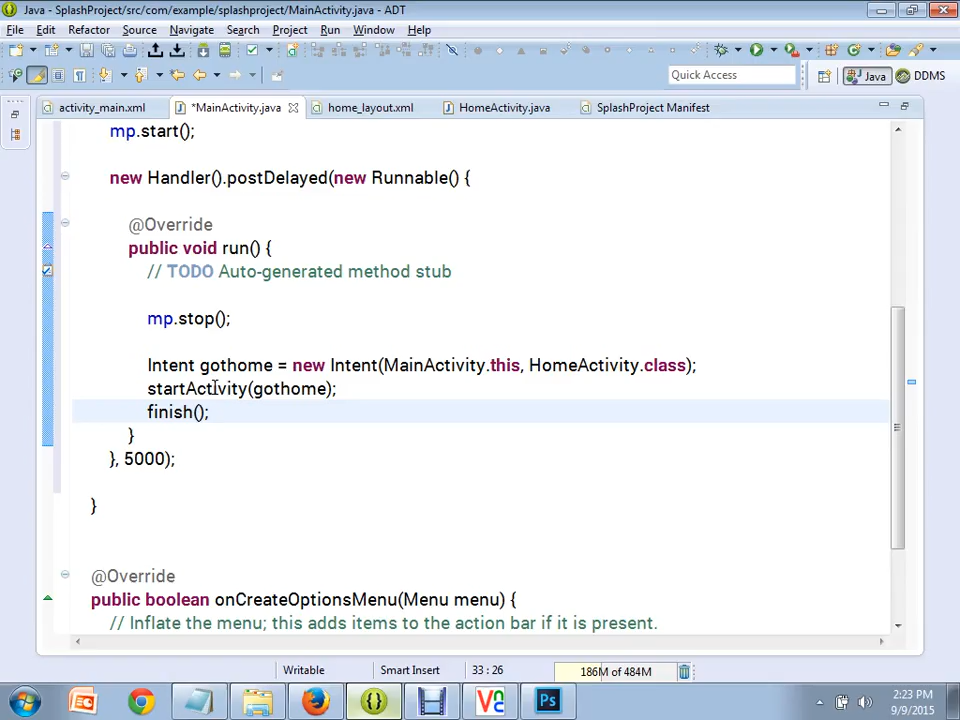 Java - SplashProject/src/com/example/splashproject/MainActivity.java - ADT
File Edit Refactor Source Navigate Search Project Run Window Help
Quick Access
Java
DDMS
activity_main.xml
*MainActivity.java
home_layout.xml
HomeActivity.java
SplashProject Manifest
mp.start();
new Handler().postDelayed(new Runnable() {
@Override
public void run() {
// TODO Auto-generated method stub
mp.stop();
Intent gothome = new Intent(MainActivity.this, HomeActivity.class);
startActivity(gothome);
finish();
}
}, 5000);
}
@Override
public boolean onCreateOptionsMenu(Menu menu) {
// Inflate the menu; this adds items to the action bar if it is present.
Writable
Smart Insert
33 : 26
186M of 484M
2:23 PM
9/9/2015